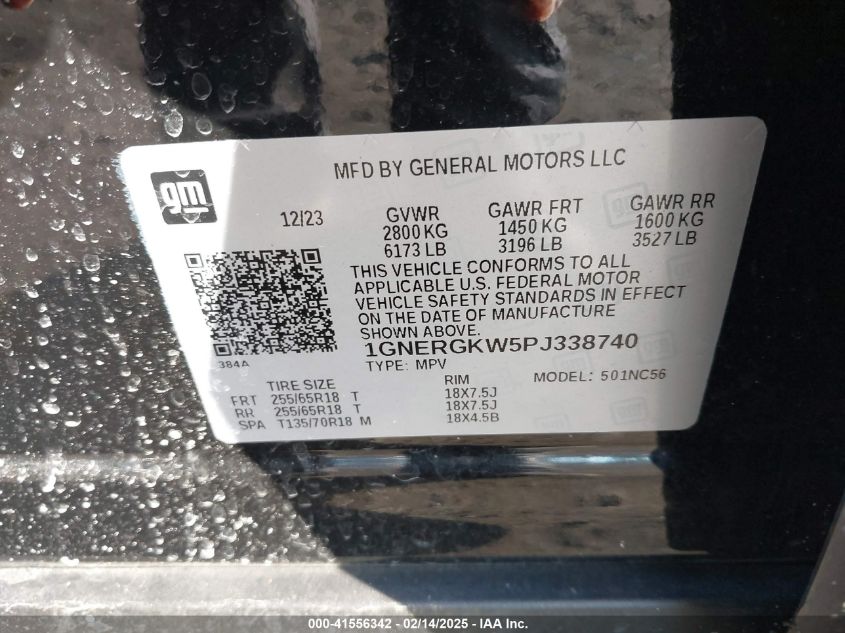 MFD BY GENERAL MOTORS LLC
gm
12/23
GVWR
2800 KG
6173 LB
GAWR FRT
1450 KG
3196 LB
GAWR RR
1600 KG
3527 LB
THIS VEHICLE CONFORMS TO ALL
APPLICABLE U.S. FEDERAL MOTOR
VEHICLE SAFETY STANDARDS IN EFFECT
ON THE DATE OF MANUFACTURE
SHOWN ABOVE.
384A
1GNERGKW5PJ338740
TYPE: MPV
MODEL: 501NC56
TIRE SIZE RIM
FRT 255/65R18 T 18X7.5J
RR 255/65R18 T 18X7.5J
SPA T135/70R18 M 18X4.5B
000-41556342 - 02/14/2025 - IAA Inc.